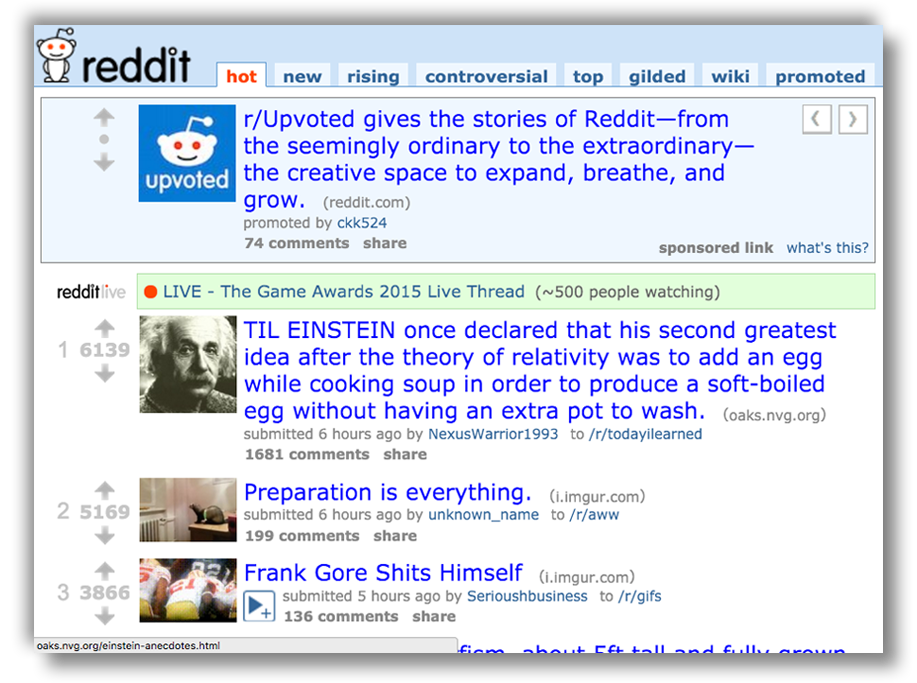 reddit
hot new rising controversial top gilded wiki promoted
upvoted
r/Upvoted gives the stories of Reddit—from
the seemingly ordinary to the extraordinary—
the creative space to expand, breathe, and
grow. (reddit.com)
promoted by ckk524
74 comments share
sponsored link what's this?
redditlive
LIVE - The Game Awards 2015 Live Thread (~500 people watching)
1 6139
TIL EINSTEIN once declared that his second greatest
idea after the theory of relativity was to add an egg
while cooking soup in order to produce a soft-boiled
egg without having an extra pot to wash. (oaks.nvg.org)
submitted 6 hours ago by NexusWarrior1993 to /r/todayilearned
1681 comments share
2 5169
Preparation is everything. (i.imgur.com)
submitted 6 hours ago by unknown_name to /r/aww
199 comments share
3 3866
Frank Gore Shits Himself (i.imgur.com)
submitted 5 hours ago by Serioushbusiness to /r/gifs
136 comments share
about 5ft tall and fully grown
oaks.nvg.org/einstein-anecdotes.html